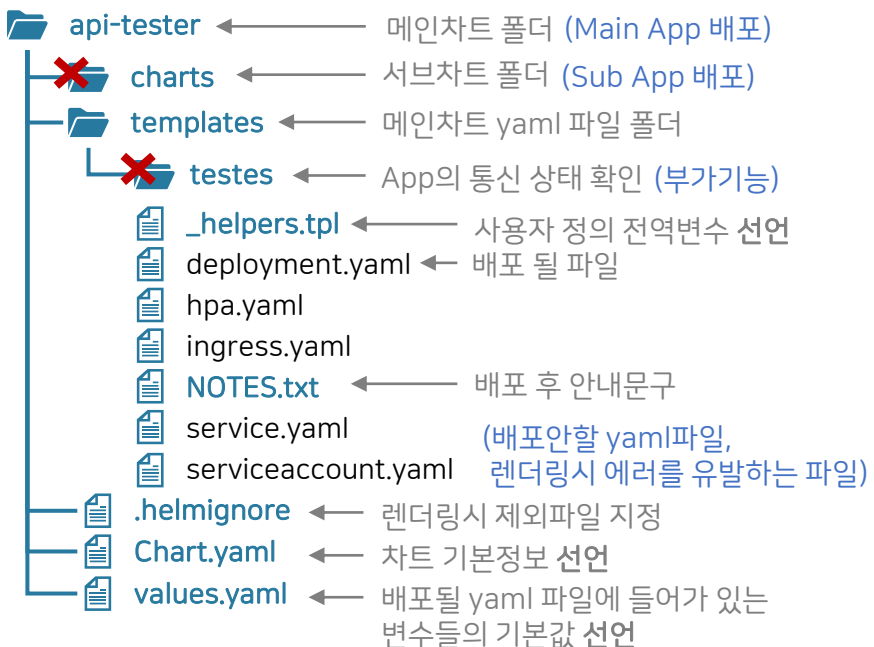 api-tester 메인차트 폴더 (Main App 배포)
charts 서브차트 폴더 (Sub App 배포)
templates 메인차트 yaml 파일 폴더
testes App의 통신 상태 확인 (부가기능)
_helpers.tpl 사용자 정의 전역변수 선언
deployment.yaml 배포 될 파일
hpa.yaml
ingress.yaml
NOTES.txt 배포 후 안내문구
service.yaml (배포안할 yaml파일,
serviceaccount.yaml 렌더링시 에러를 유발하는 파일)
.helmignore 렌더링시 제외파일 지정
Chart.yaml 차트 기본정보 선언
values.yaml 배포될 yaml 파일에 들어가 있는
변수들의 기본값 선언